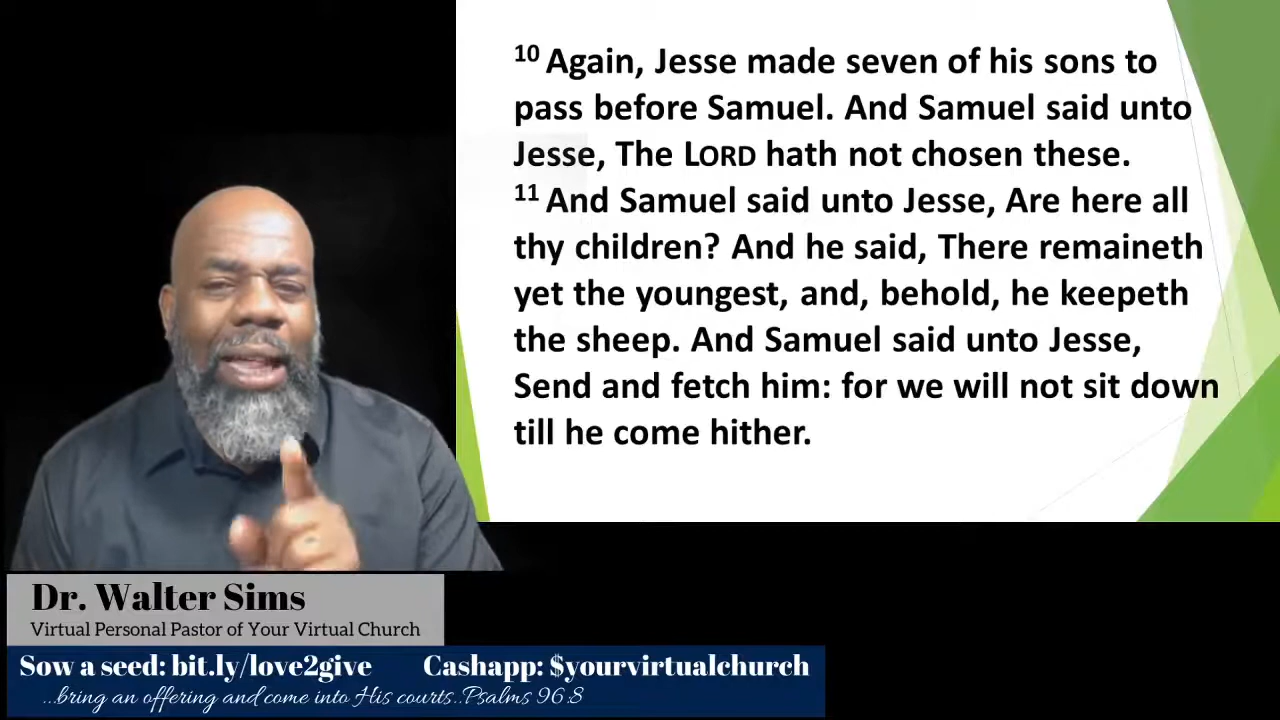 10 Again, Jesse made seven of his sons to
pass before Samuel. And Samuel said unto
Jesse, The LORD hath not chosen these.
11 And Samuel said unto Jesse, Are here all
thy children? And he said, There remaineth
yet the youngest, and, behold, he keepeth
the sheep. And Samuel said unto Jesse,
Send and fetch him: for we will not sit down
till he come hither.
Dr. Walter Sims
Virtual Personal Pastor of Your Virtual Church
Sow a seed: bit.ly/love2give Cashapp: $yourvirtualchurch
...bring an offering and come into His courts..Psalms 96:8